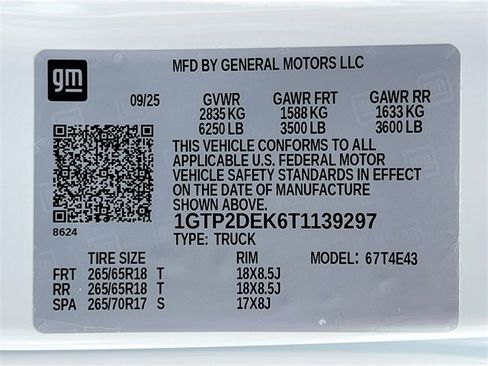 gm
MFD BY GENERAL MOTORS LLC
09/25 GVWR GAWR FRT GAWR RR
2835 KG 1588 KG 1633 KG
6250 LB 3500 LB 3600 LB
THIS VEHICLE CONFORMS TO ALL
APPLICABLE U.S. FEDERAL MOTOR
VEHICLE SAFETY STANDARDS IN
EFFECT ON THE DATE OF MANUFACTURE
SHOWN ABOVE.
1GTP2DEK6T1139297
8624
TYPE: TRUCK
TIRE SIZE RIM MODEL: 67T4E43
FRT 265/65R18 T 18X8.5J
RR 265/65R18 T 18X8.5J
SPA 265/70R17 S 17X8J